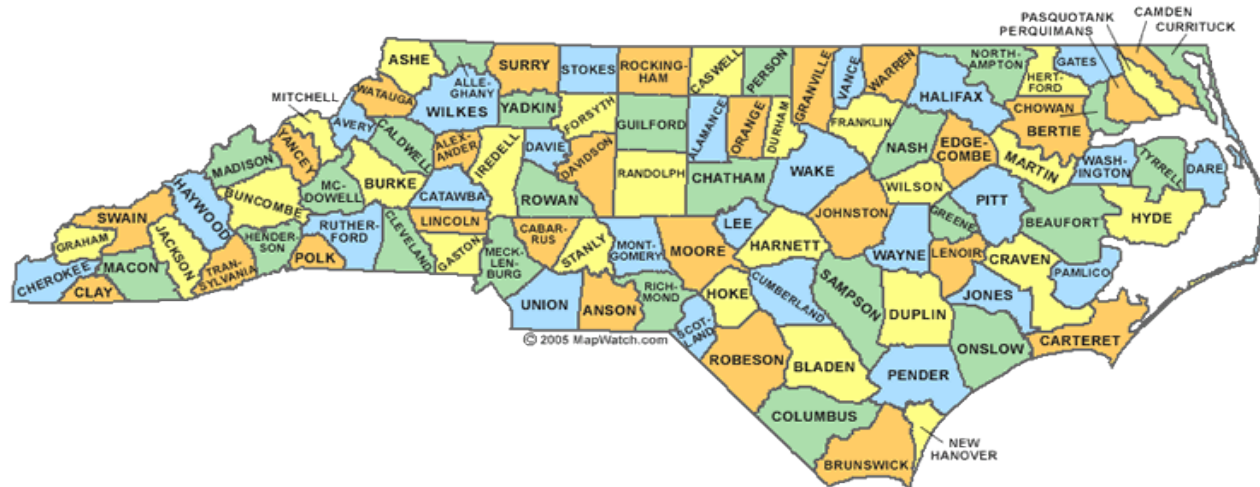 CAMDEN
PASQUOTANK
CURRITUCK
PERQUIMANS
ASHE
ALLE-
GHANY
SURRY
STOKES
ROCKING-
HAM
CASWELL
PERSON
GRANVILLE
VANCE
WARREN
NORTH-
AMPTON
HERT-
FORD
GATES
MITCHELL
WATAUGA
WILKES
YADKIN
FORSYTH
GUILFORD
ALAMANCE
ORANGE
DURHAM
FRANKLIN
HALIFAX
CHOWAN
BERTIE
YANCEY
AVERY
CALDWELL
ALEX-
ANDER
IREDELL
DAVIE
DAVIDSON
NASH
EDGE-
COMBE
MARTIN
WASH-
INGTON
TYRRELL
DARE
MADISON
HAYWOOD
BUNCOMBE
MC-
DOWELL
BURKE
CATAWBA
ROWAN
RANDOLPH
CHATHAM
WAKE
WILSON
PITT
BEAUFORT
HYDE
SWAIN
GRAHAM
JACKSON
HENDER-
SON
RUTHER-
FORD
CLEVELAND
LINCOLN
GASTON
MECK-
LEN-
BURG
CABAR-
RUS
STANLY
MONT-
GOMERY
MOORE
LEE
HARNETT
JOHNSTON
WAYNE
GREENE
LENOIR
CRAVEN
PAMLICO
CHEROKEE
MACON
CLAY
TRAN-
SYLVANIA
POLK
UNION
ANSON
RICH-
MOND
SCOT-
LAND
HOKE
CUMBERLAND
SAMPSON
DUPLIN
JONES
CARTERET
© 2005 MapWatch.com
ROBESON
BLADEN
PENDER
ONSLOW
COLUMBUS
BRUNSWICK
NEW
HANOVER